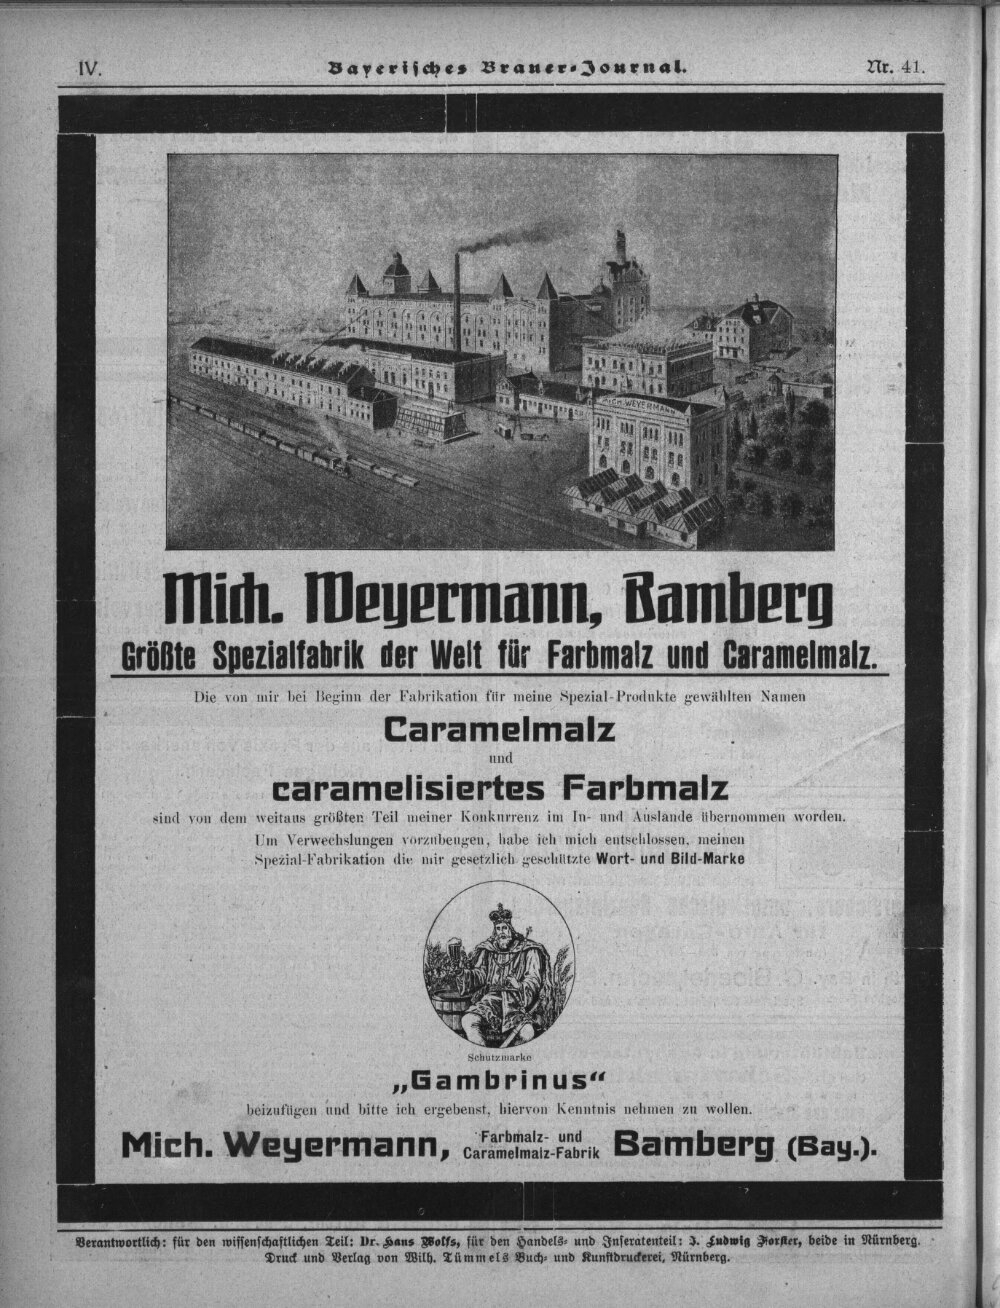 IV. Bayerisches Brauer-Journal. Nr. 41.
MICH. WEYERMANN
Mich. Weyermann, Bamberg
Größte Spezialfabrik der Welt für Farbmalz und Caramelmalz.
Die von mir bei Beginn der Fabrikation für meine Spezial-Produkte gewählten Namen
Caramelmalz
und
caramelisiertes Farbmalz
sind von dem weitaus größten Teil meiner Konkurrenz im In- und Auslande übernommen worden.
Um Verwechslungen vorzubeugen, habe ich mich entschlossen, meinen
Spezial-Fabrikation die mir gesetzlich geschützte Wort- und Bild-Marke
Schutzmarke
„Gambrinus“
beizufügen und bitte ich ergebenst, hiervon Kenntnis nehmen zu wollen.
Mich. Weyermann, Farbmalz- und Caramelmalz-Fabrik Bamberg (Bay.).
Verantwortlich: für den wissenschaftlichen Teil: Dr. Hans Wolfs, für den Handels- und Inseratenteil: J. Ludwig Forster, beide in Nürnberg.
Druck und Verlag von Wilh. Tümmels Buch- und Kunstdruckerei, Nürnberg.